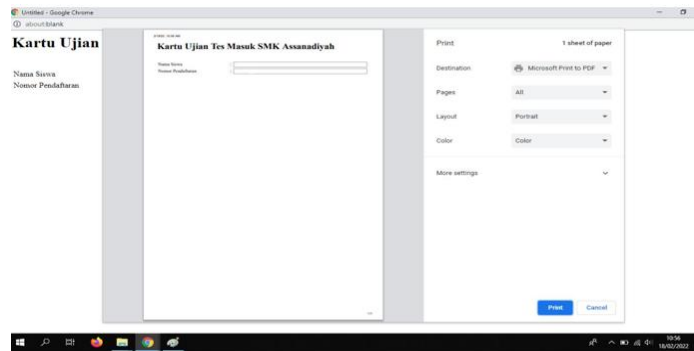 Untitled - Google Chrome
about:blank
Kartu Ujian
Nama Siswa
Nomor Pendaftaran
Kartu Ujian Tes Masuk SMK Assanadiyah
Nama Siswa
Nomor Pendaftaran
Print
1 sheet of paper
Destination
Microsoft Print to PDF
Pages
All
Layout
Portrait
Color
Color
More settings
Print
Cancel
10:56
18/02/2022